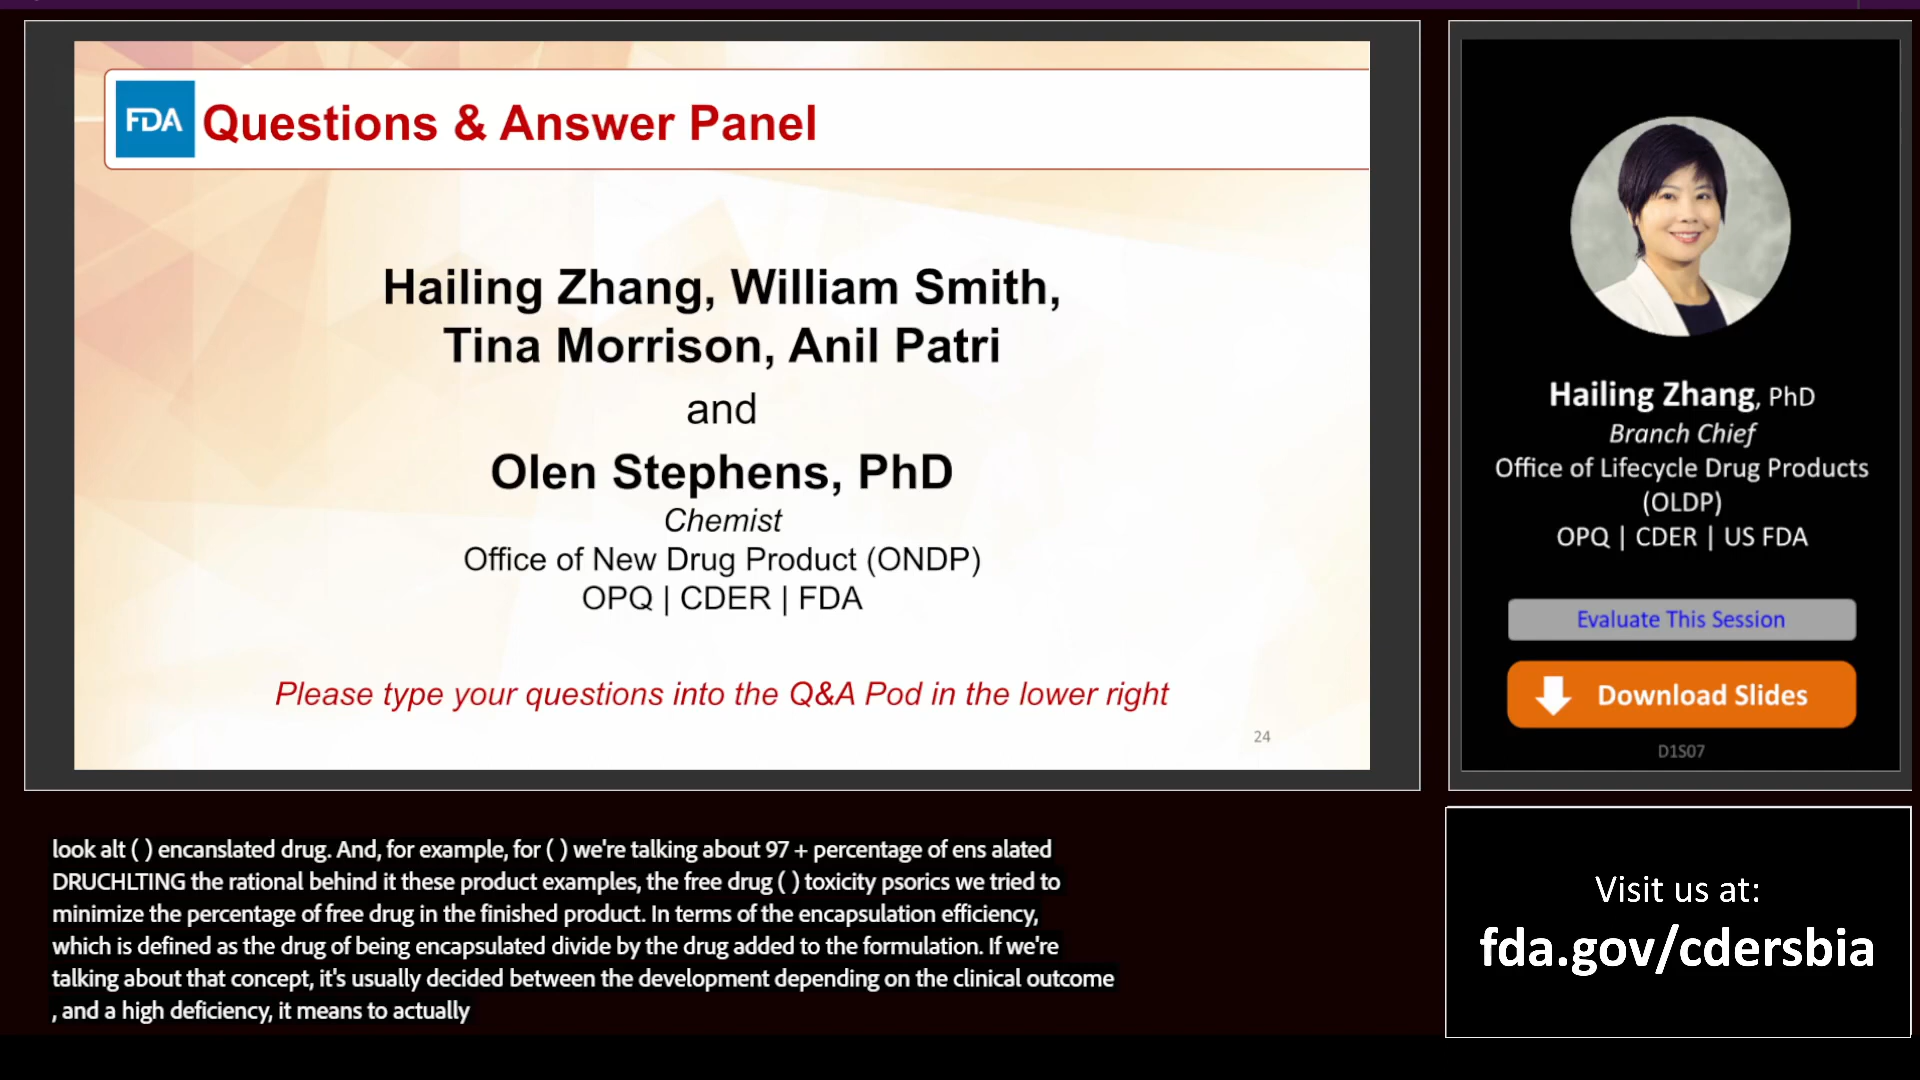 FDA
Questions & Answer Panel
Hailing Zhang, William Smith,
Tina Morrison, Anil Patri
and
Olen Stephens, PhD
Chemist
Office of New Drug Product (ONDP)
OPQ | CDER | FDA
Please type your questions into the Q&A Pod in the lower right
24
Hailing Zhang, PhD
Branch Chief
Office of Lifecycle Drug Products
(OLDP)
OPQ | CDER | US FDA
Evaluate This Session
Download Slides
D1S07
look alt ( ) encanslated drug. And, for example, for ( ) we're talking about 97 + percentage of ens alated
DRUCHLTING the rational behind it these product examples, the free drug ( ) toxicity psorics we tried to
minimize the percentage of free drug in the finished product. In terms of the encapsulation efficiency,
which is defined as the drug of being encapsulated divide by the drug added to the formulation. If we're
talking about that concept, it's usually decided between the development depending on the clinical outcome
, and a high deficiency, it means to actually
Visit us at:
fda.gov/cdersbia